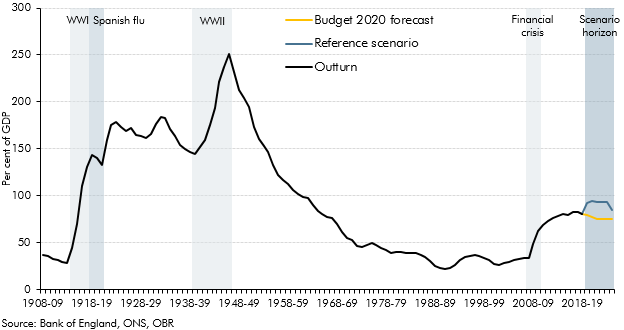 300
250
200
150
100
50
0
Per cent of GDP
WWI Spanish flu
WWII
Budget 2020 forecast
Reference scenario
Outturn
Financial
crisis
Scenario
horizon
1908-09 1918-19 1928-29 1938-39 1948-49 1958-59 1968-69 1978-79 1988-89 1998-99 2008-09 2018-19
Source: Bank of England, ONS, OBR